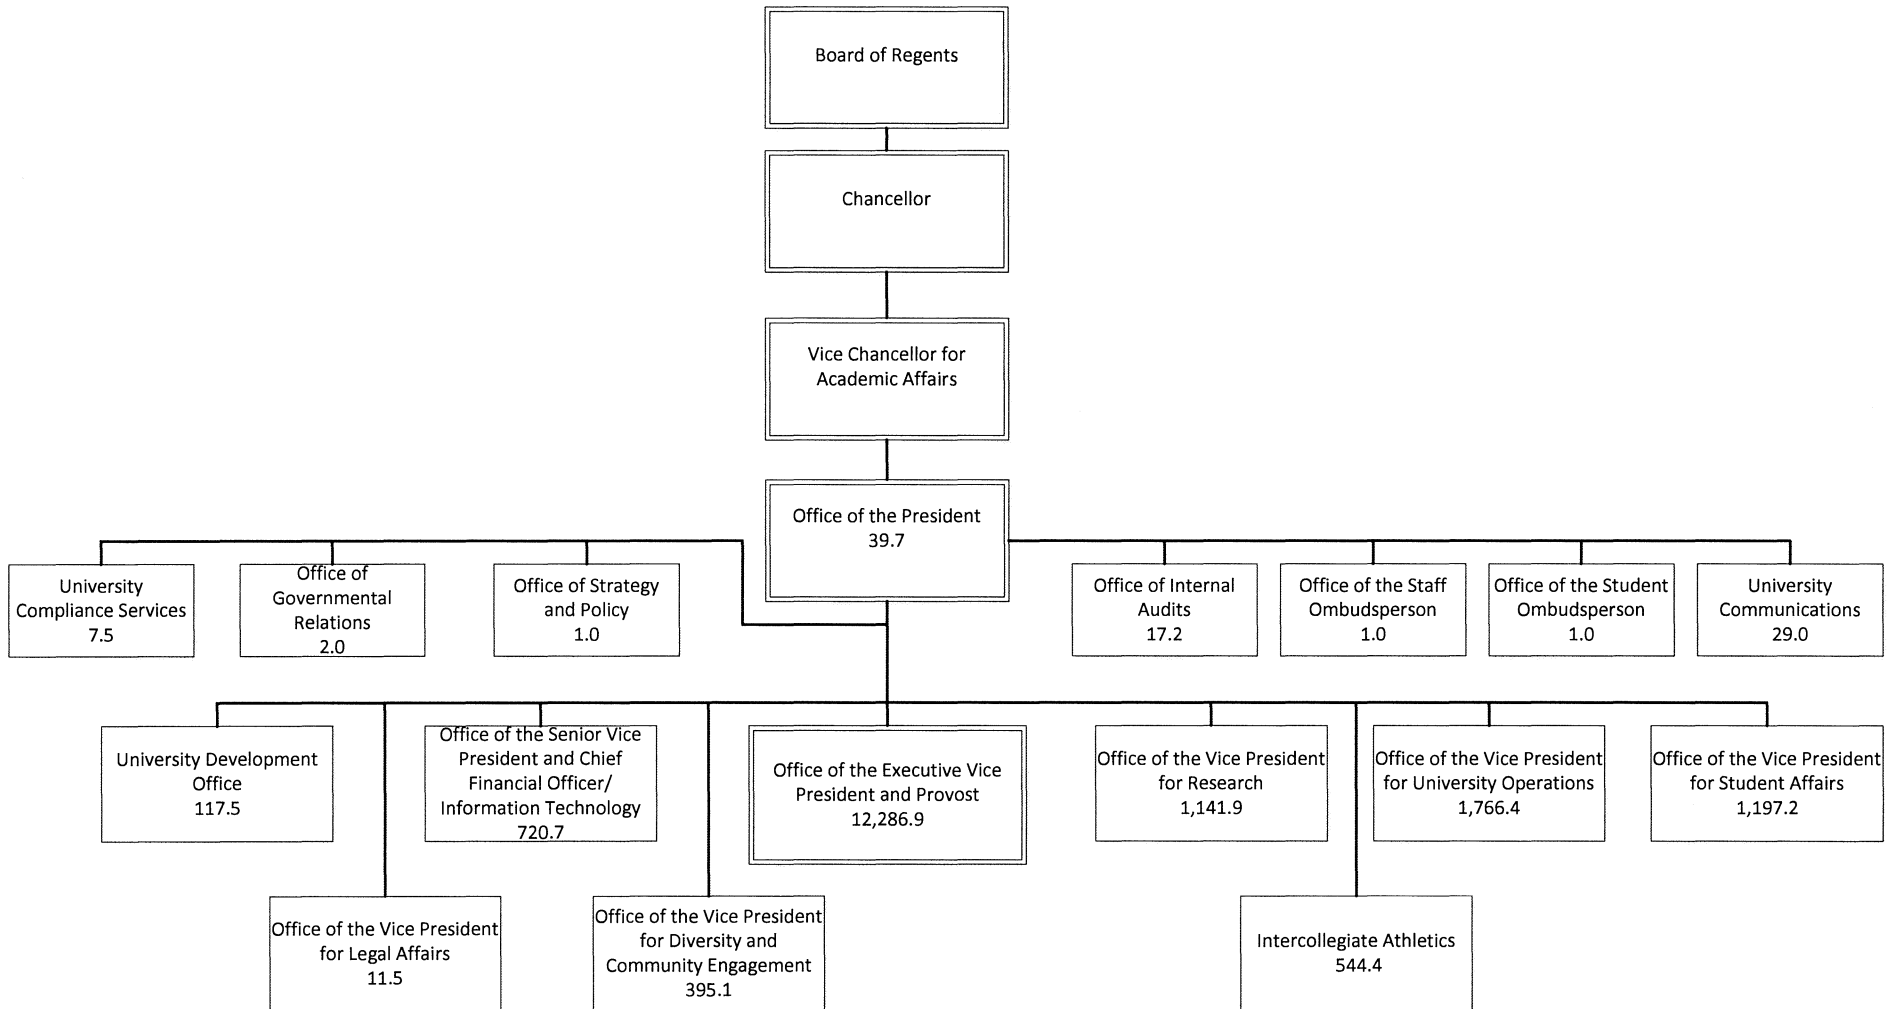 Board of Regents
Chancellor
Vice Chancellor for
Academic Affairs
Office of the President
39.7
University
Compliance Services
7.5
Office of
Governmental
Relations
2.0
Office of Strategy
and Policy
1.0
Office of Internal
Audits
17.2
Office of the Staff
Ombudsperson
1.0
Office of the Student
Ombudsperson
1.0
University
Communications
29.0
University Development
Office
117.5
Office of the Senior Vice
President and Chief
Financial Officer/
Information Technology
720.7
Office of the Executive Vice
President and Provost
12,286.9
Office of the Vice President
for Research
1,141.9
Office of the Vice President
for University Operations
1,766.4
Office of the Vice President
for Student Affairs
1,197.2
Office of the Vice President
for Legal Affairs
11.5
Office of the Vice President
for Diversity and
Community Engagement
395.1
Intercollegiate Athletics
544.4